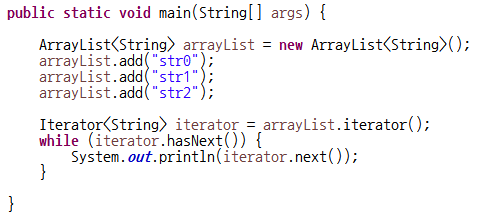 public static void main(String[] args) {
ArrayList<String> arrayList = new ArrayList<String>();
arrayList.add("str0");
arrayList.add("str1");
arrayList.add("str2");
Iterator<String> iterator = arrayList.iterator();
while (iterator.hasNext()) {
System.out.println(iterator.next());
}
}